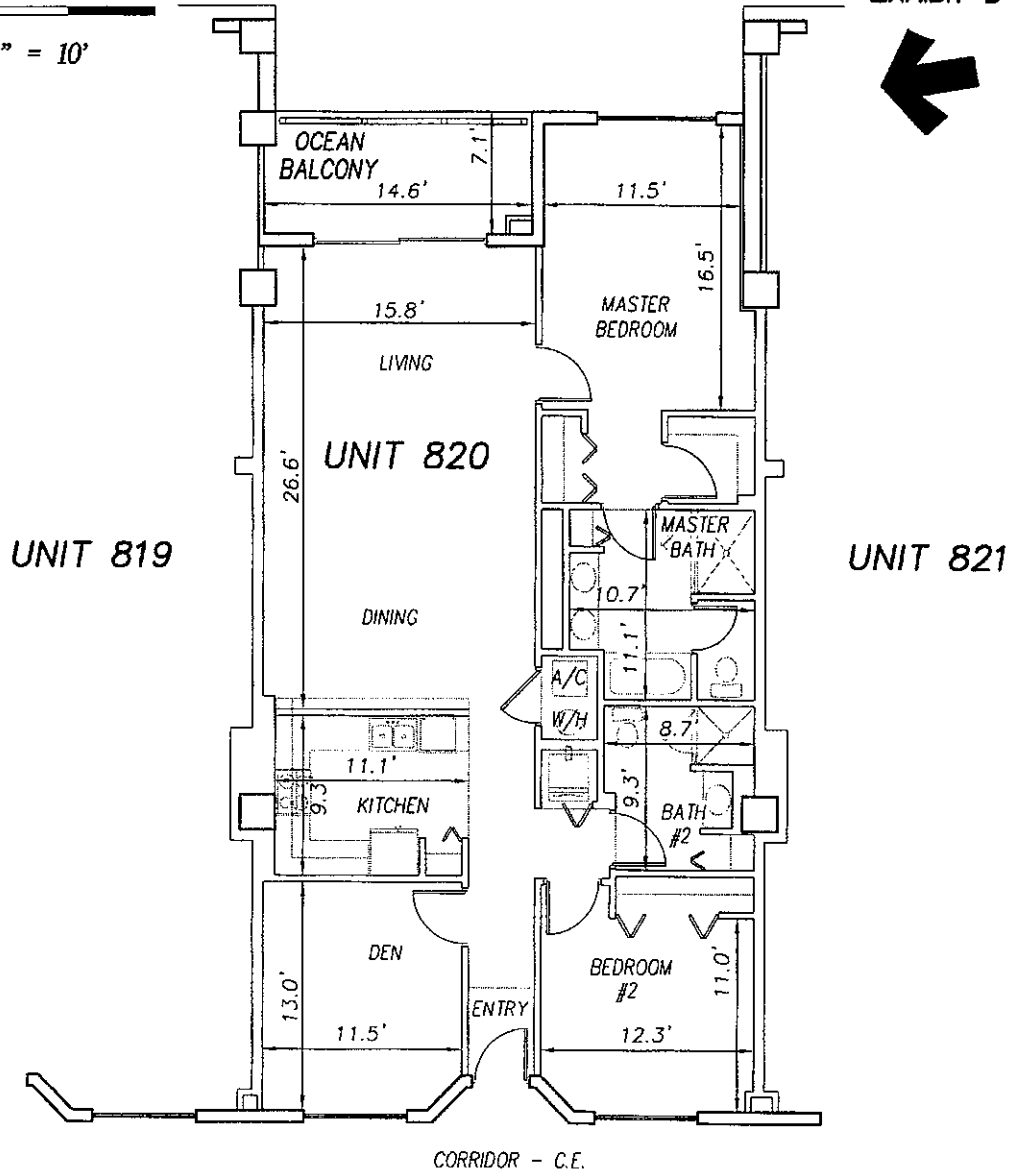 " = 10'
OCEAN
BALCONY
7.1'
14.6'
11.5'
16.5'
MASTER
BEDROOM
15.8'
LIVING
UNIT 820
26.6'
UNIT 819
MASTER
BATH
UNIT 821
10.7'
11.1'
DINING
A/C
W/H
8.7'
11.1'
9.3'
KITCHEN
9.3'
BATH
#2
DEN
BEDROOM
#2
11.0'
13.0'
ENTRY
11.5'
12.3'
CORRIDOR - C.E.